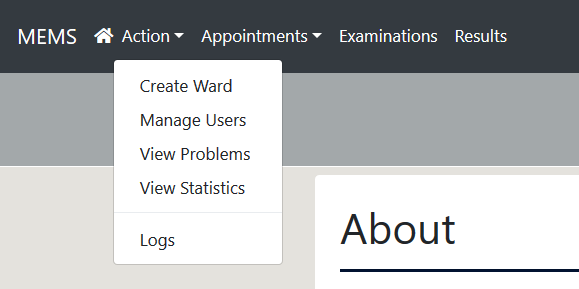 MEMS Action Appointments Examinations Results
Create Ward
Manage Users
View Problems
View Statistics
Logs
About